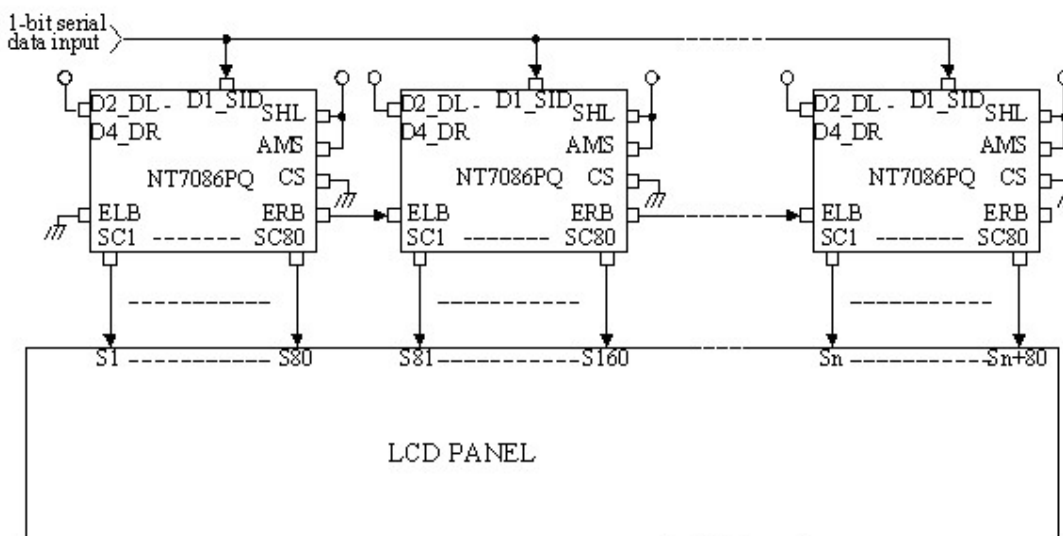 1-bit serial
data input
D2_DL - D1_SID
SHL
D4_DR
AMS
NT7086PQ CS
ELB ERB
SC1 ------- SC80
D2_DL - D1_SID
SHL
D4_DR
AMS
NT7086PQ CS
ELB ERB
SC1 ------- SC80
D2_DL - D1_SID
SHL
D4_DR
AMS
NT7086PQ CS
ELB ERB
SC1 ------- SC80
S1 S80 S81 S160 Sn Sn+80
LCD PANEL